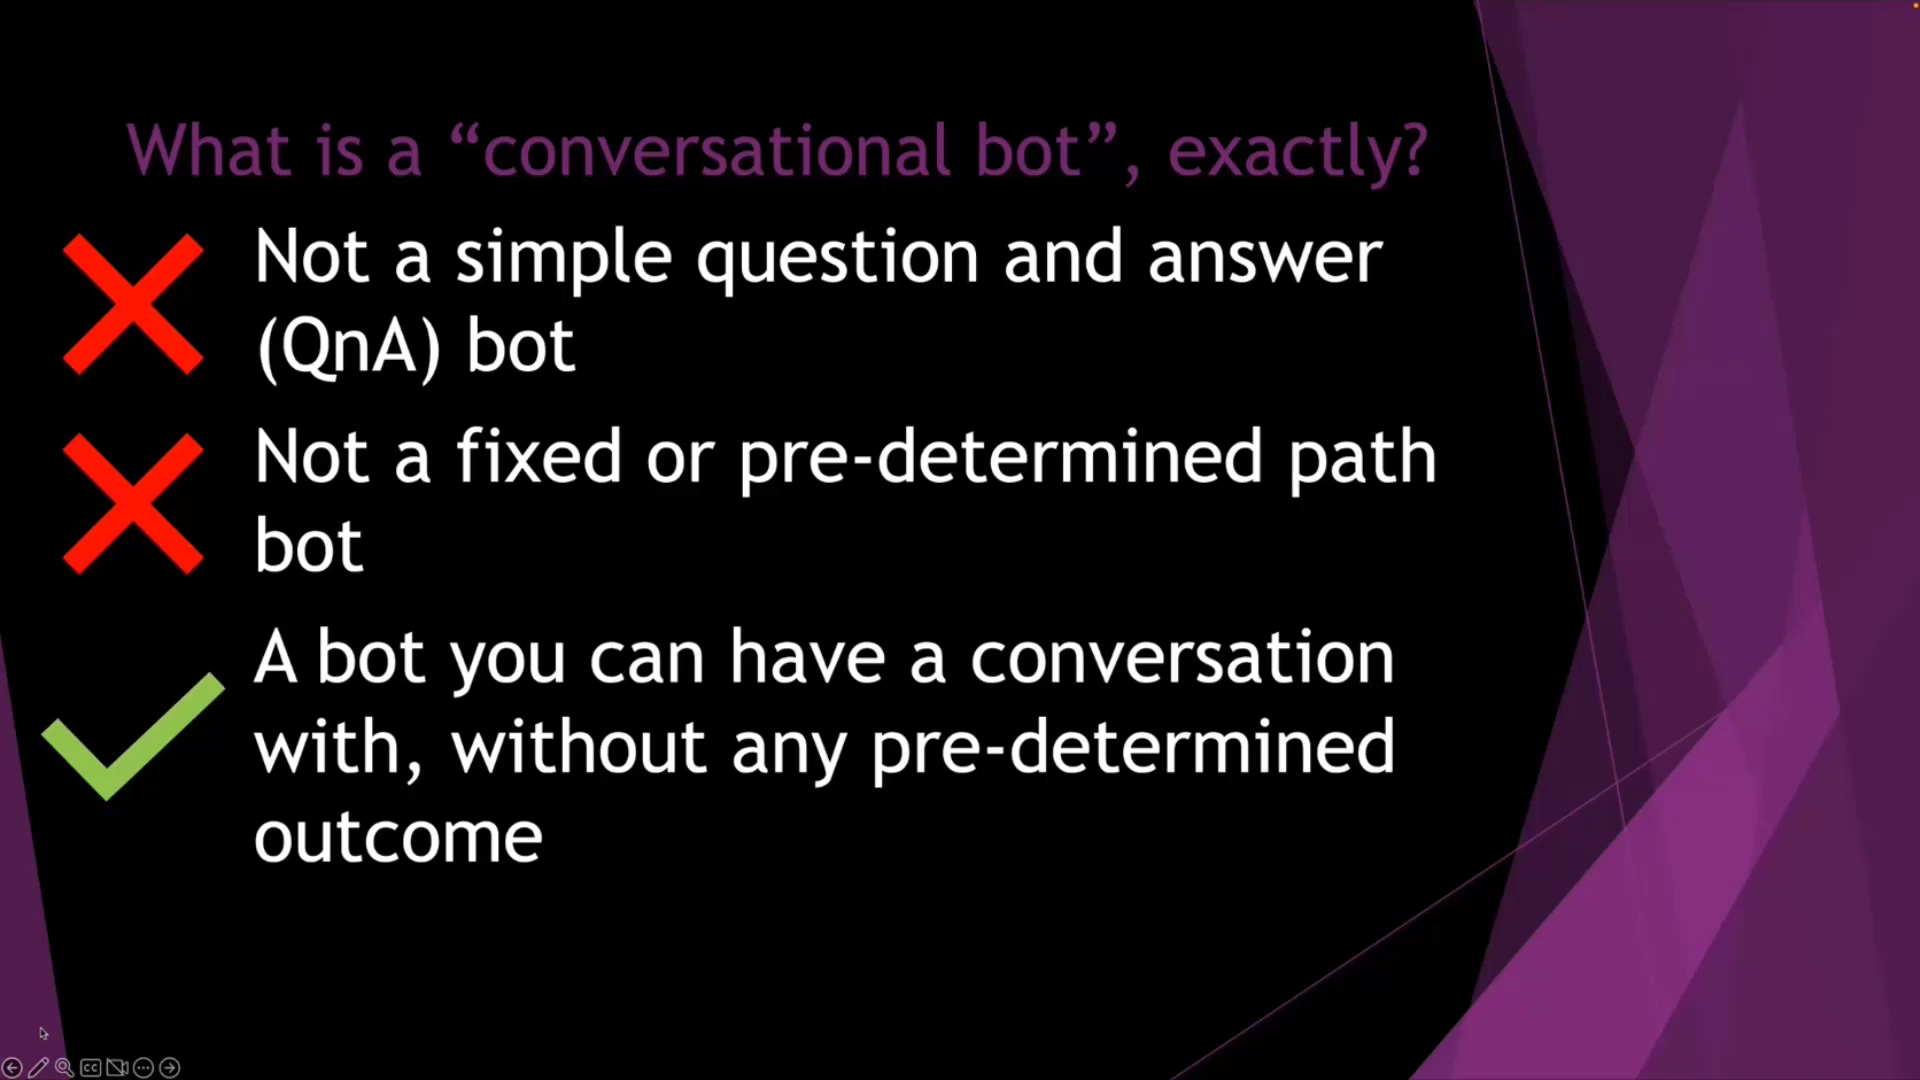 What is a “conversational bot”, exactly?
Not a simple question and answer
(QnA) bot
Not a fixed or pre-determined path
bot
A bot you can have a conversation
with, without any pre-determined
outcome
CC